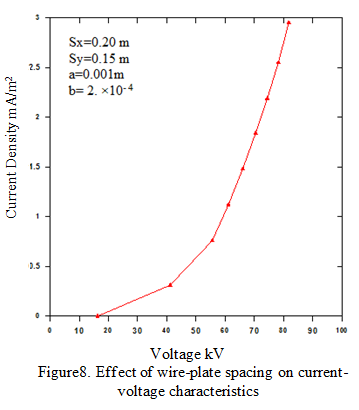 3
2.5
2
1.5
1
0.5
0
Current Density mA/m²
Sx=0.20 m
Sy=0.15 m
a=0.001m
b= 2. ×10⁻⁴
0 10 20 30 40 50 60 70 80 90 100
Voltage kV
Figure8. Effect of wire-plate spacing on current-
voltage characteristics